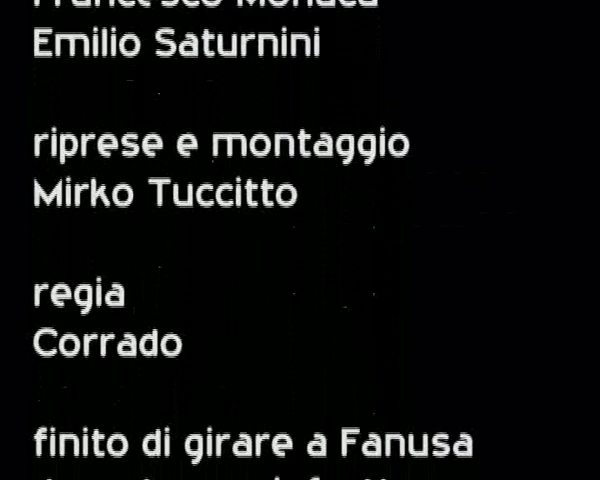 Emilio Saturnini
riprese e montaggio
Mirko Tuccitto
regia
Corrado
finito di girare a Fanusa